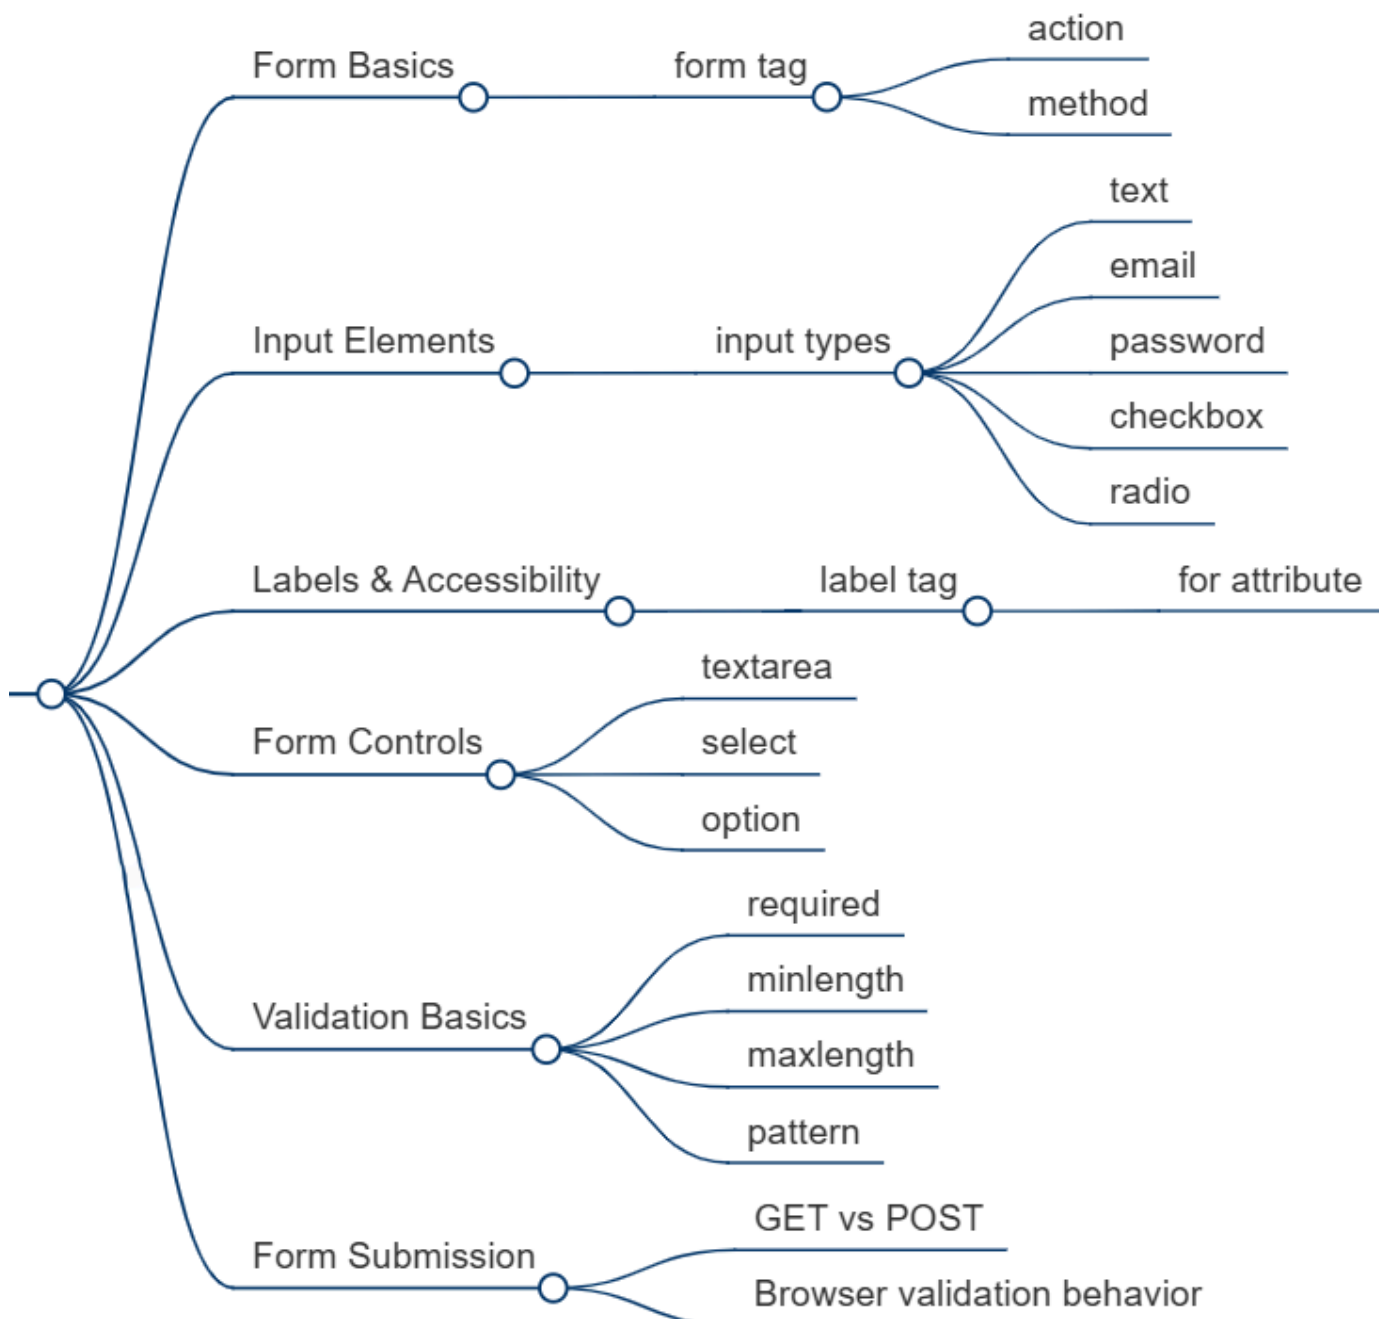 Form Basics
form tag
action
method
Input Elements
input types
text
email
password
checkbox
radio
Labels & Accessibility
label tag
for attribute
Form Controls
textarea
select
option
Validation Basics
required
minlength
maxlength
pattern
Form Submission
GET vs POST
Browser validation behavior